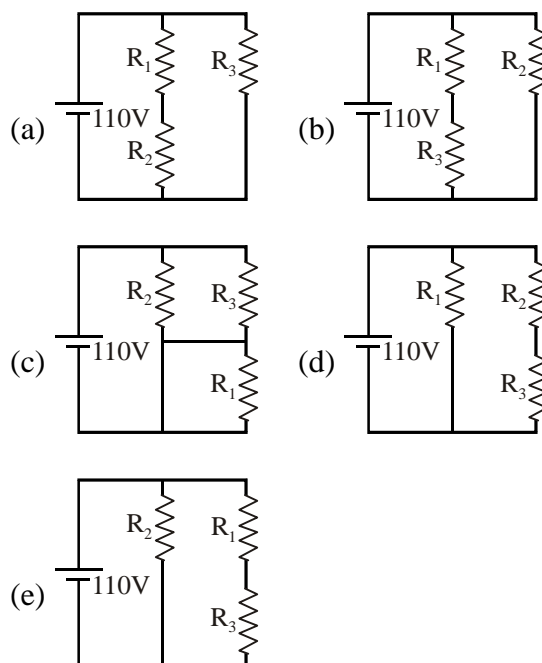 R1 R3 R1 R2
(a) 110V (b) 110V
R2 R3
R2 R3 R1 R2
(c) 110V (d) 110V
R1 R3
R2 R1
(e) 110V
R3